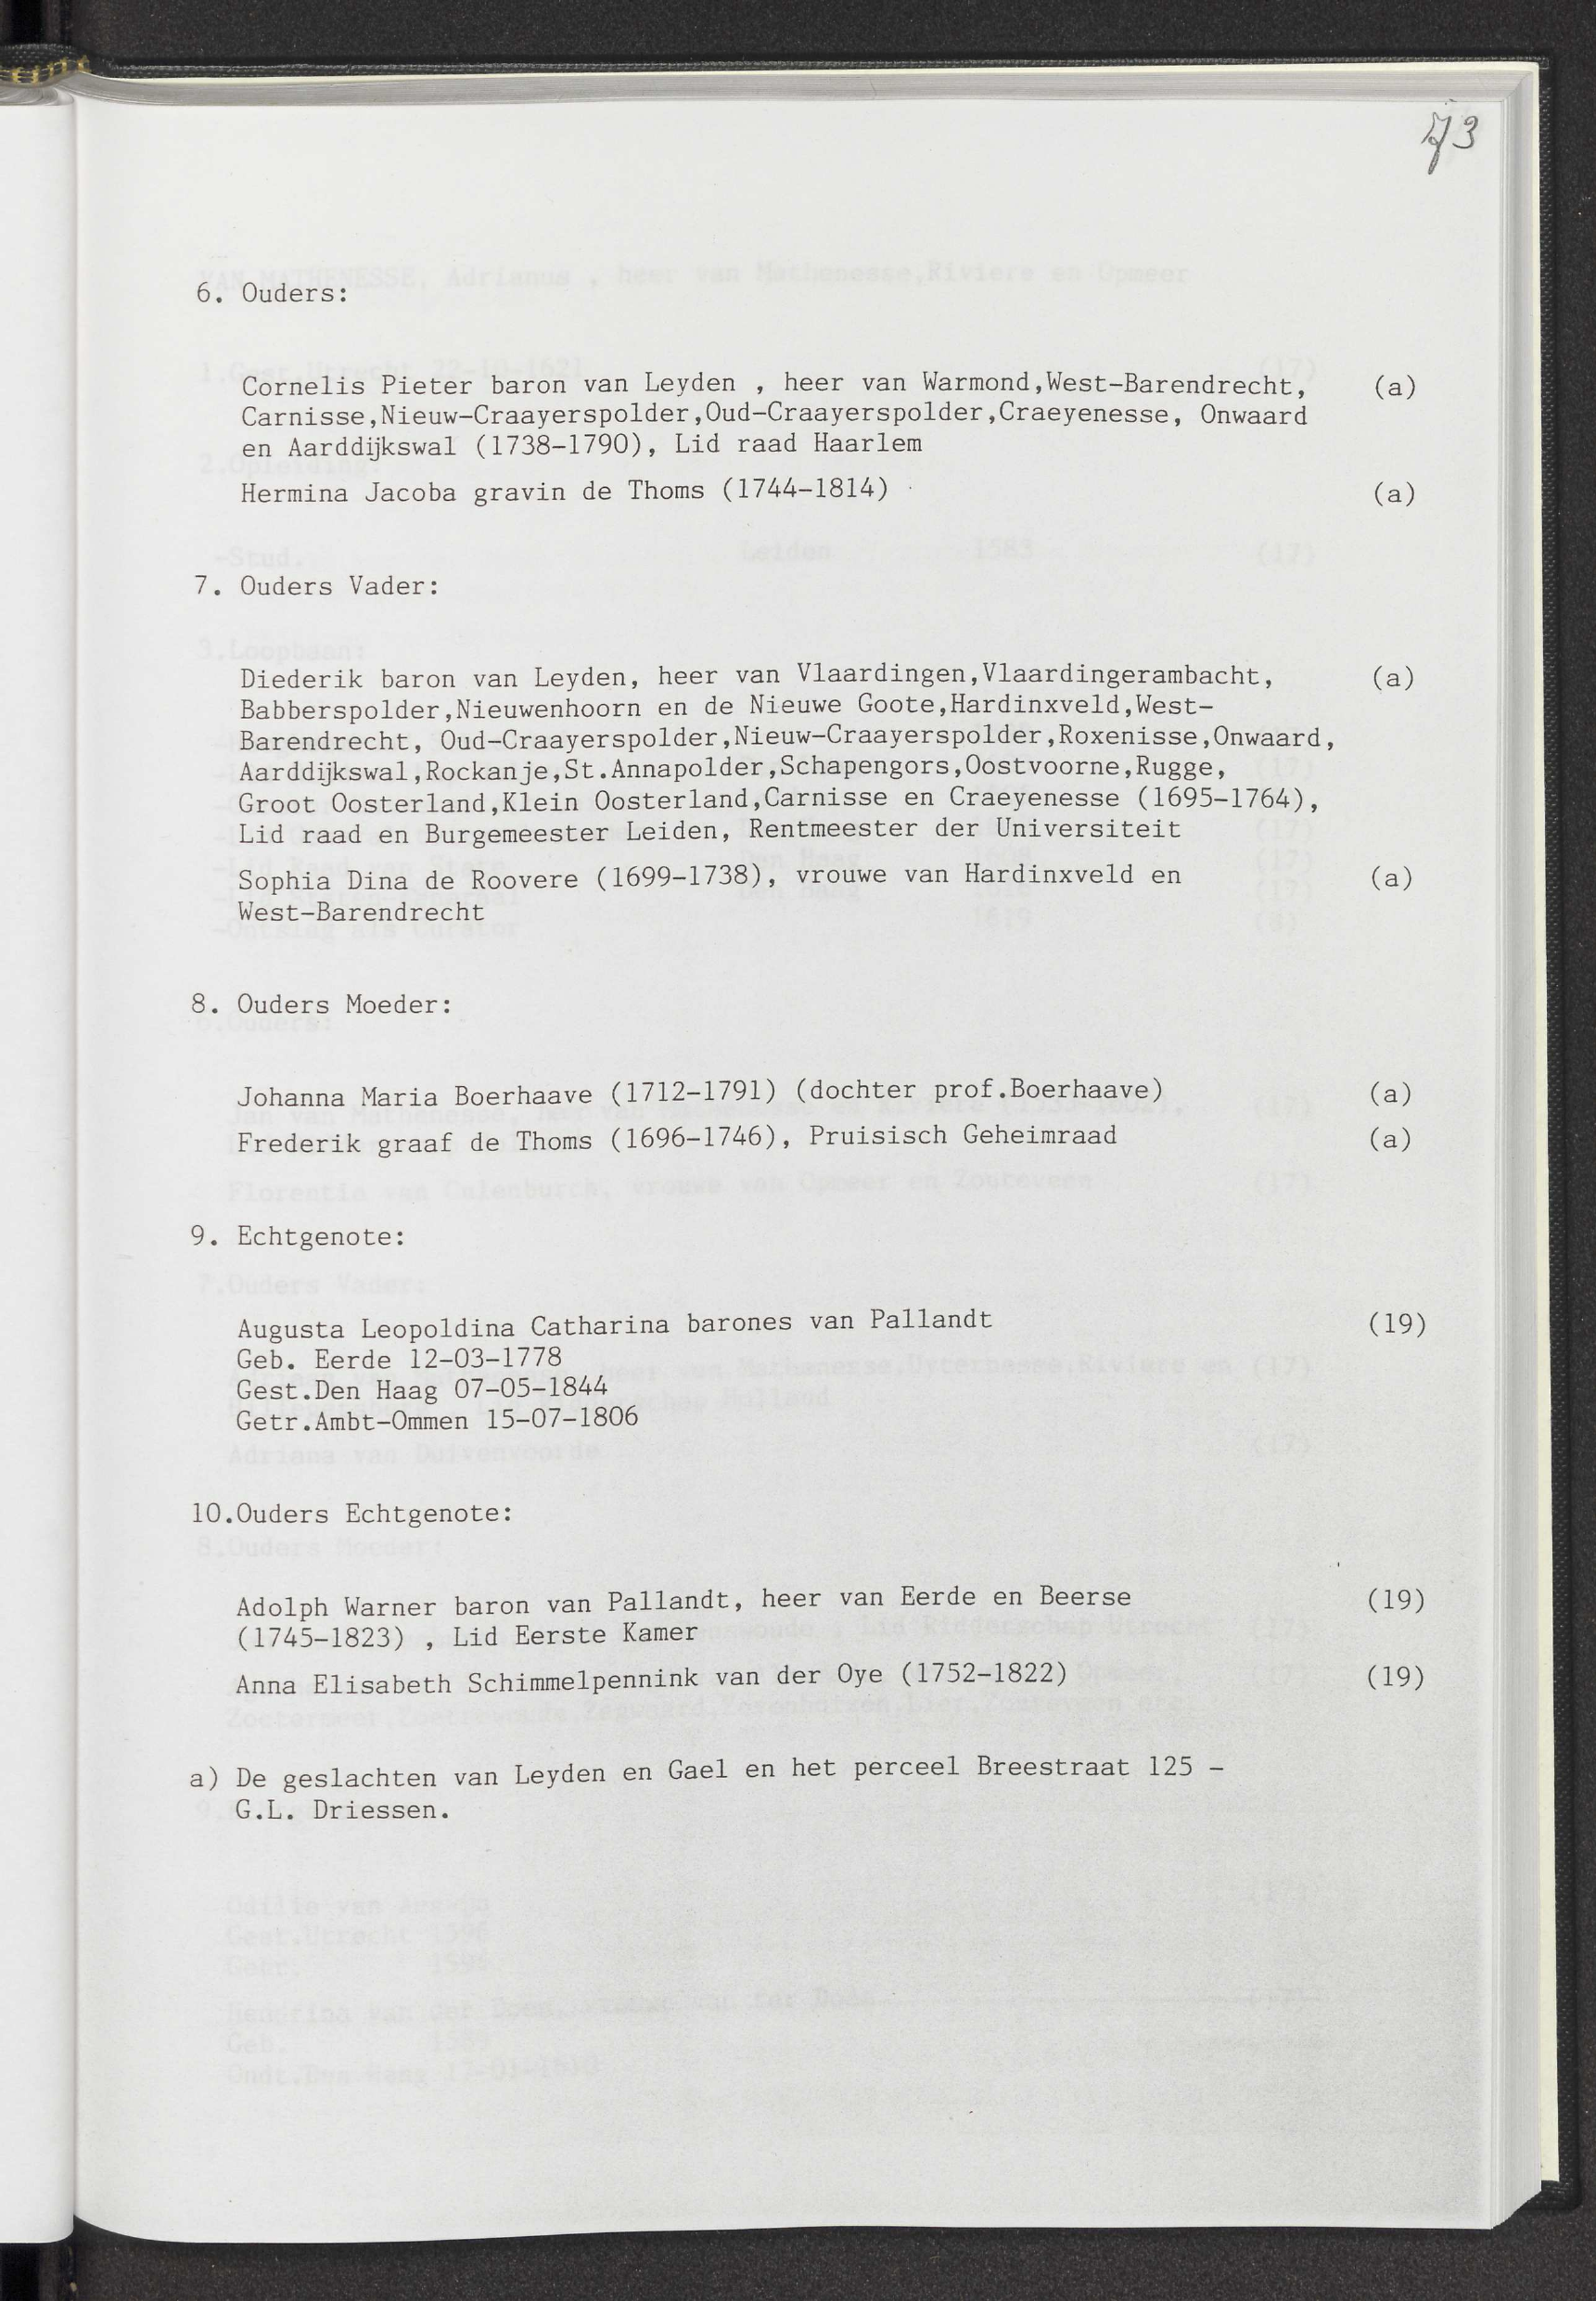 73
6. Ouders:
Cornelis Pieter baron van Leyden , heer van Warmond,West-Barendrecht, (a)
Carnisse,Nieuw-Craayerspolder,Oud-Craayerspolder,Craeyenesse, Onwaard
en Aarddijkswal (1738-1790), Lid raad Haarlem
Hermina Jacoba gravin de Thoms (1744-1814) (a)
7. Ouders Vader:
Diederik baron van Leyden, heer van Vlaardingen,Vlaardingerambacht, (a)
Babberspolder,Nieuwenhoorn en de Nieuwe Goote,Hardinxveld,West-
Barendrecht, Oud-Craayerspolder,Nieuw-Craayerspolder,Roxenisse,Onwaard,
Aarddijkswal,Rockanje,St.Annapolder,Schapengors,Oostvoorne,Rugge,
Groot Oosterland,Klein Oosterland,Carnisse en Craeyenesse (1695-1764),
Lid raad en Burgemeester Leiden, Rentmeester der Universiteit
Sophia Dina de Roovere (1699-1738), vrouwe van Hardinxveld en (a)
West-Barendrecht
8. Ouders Moeder:
Johanna Maria Boerhaave (1712-1791) (dochter prof.Boerhaave) (a)
Frederik graaf de Thoms (1696-1746), Pruisisch Geheimraad (a)
9. Echtgenote:
Augusta Leopoldina Catharina barones van Pallandt (19)
Geb. Eerde 12-03-1778
Gest.Den Haag 07-05-1844
Getr.Ambt-Ommen 15-07-1806
10.Ouders Echtgenote:
Adolph Warner baron van Pallandt, heer van Eerde en Beerse (19)
(1745-1823) , Lid Eerste Kamer
Anna Elisabeth Schimmelpennink van der Oye (1752-1822) (19)
a) De geslachten van Leyden en Gael en het perceel Breestraat 125 -
G.L. Driessen.